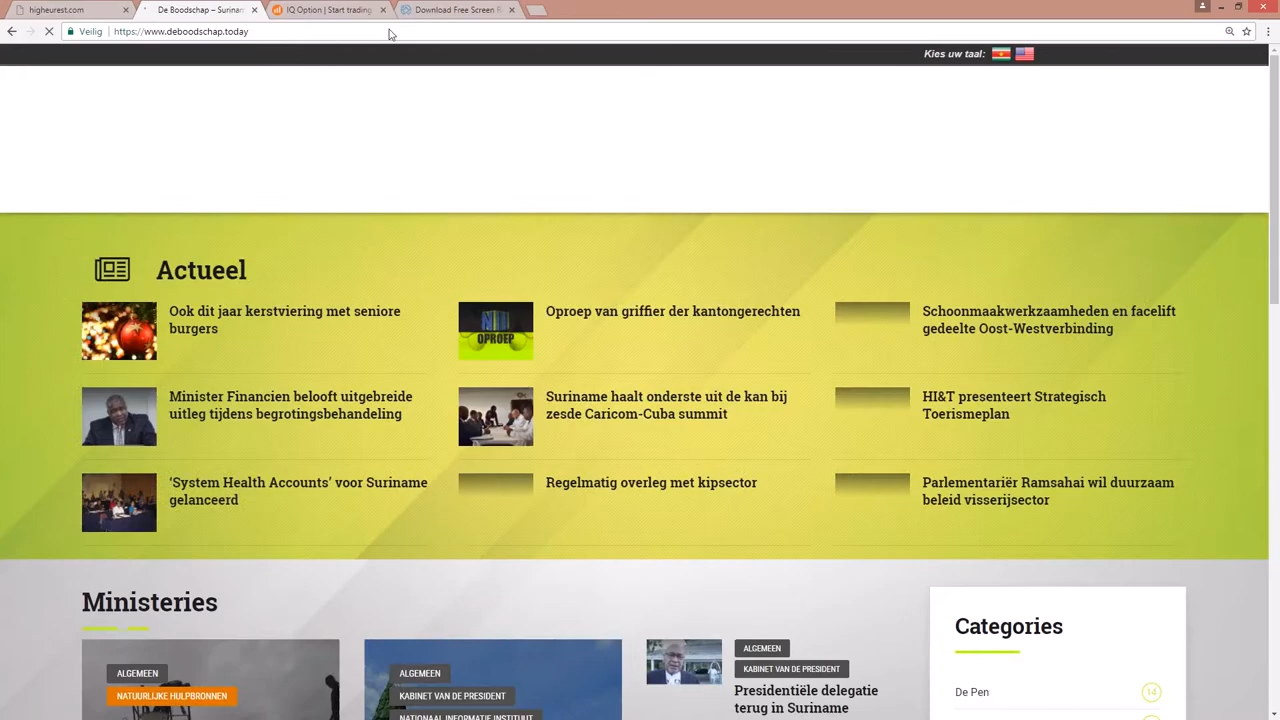 higheurest.com
De Boodschap – Surinam
IQ Option | Start trading
Download Free Screen R
Veilig
https://www.deboodschap.today
Kies uw taal:
Actueel
Ook dit jaar kerstviering met seniore
burgers
Oproep van griffier der kantongerechten
Schoonmaakwerkzaamheden en facelift
gedeelte Oost-Westverbinding
OPROEP
Minister Financien belooft uitgebreide
uitleg tijdens begrotingsbehandeling
Suriname haalt onderste uit de kan bij
zesde Caricom-Cuba summit
HI&T presenteert Strategisch
Toerismeplan
‘System Health Accounts’ voor Suriname
gelanceerd
Regelmatig overleg met kipsector
Parlementariër Ramsahai wil duurzaam
beleid visserijsector
Ministeries
Categories
ALGEMEEN
NATUURLIJKE HULPBRONNEN
ALGEMEEN
KABINET VAN DE PRESIDENT
NATIONAAL INFORMATIE INSTITUUT
ALGEMEEN
KABINET VAN DE PRESIDENT
Presidentiële delegatie
terug in Suriname
De Pen
14